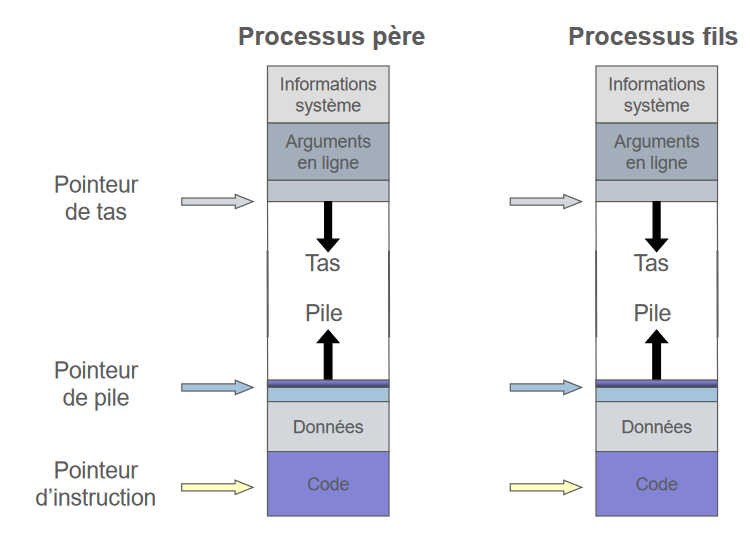 Processus père
Processus fils
Informations
système
Informations
système
Arguments
en ligne
Arguments
en ligne
Pointeur
de tas
Tas
Tas
Pile
Pile
Pointeur
de pile
Données
Données
Pointeur
d’instruction
Code
Code